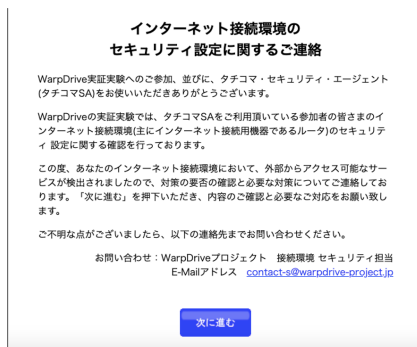 インターネット接続環境の
セキュリティ設定に関するご連絡
WarpDrive実証実験へのご参加、並びに、タチコマ・セキュリティ・エージェント
(タチコマSA)をお使いいただきありがとうございます。
WarpDriveの実証実験では、タチコマSAをご利用頂いている参加者の皆さまのイ
ンターネット接続環境(主にインターネット接続用機器であるルータ)のセキュリテ
ィ 設定に関する確認を行っております。
この度、あなたのインターネット接続環境において、外部からアクセス可能なサー
ビスが検出されましたので、対策の要否の確認と必要な対策についてご連絡してお
ります。「次に進む」を押下いただき、内容のご確認と必要なご対応をお願い致し
ます。
ご不明な点がございましたら、以下の連絡先までお問い合わせください。
お問い合わせ：WarpDriveプロジェクト　接続環境 セキュリティ担当
E-Mailアドレス　contact-s@warpdrive-project.jp
次に進む